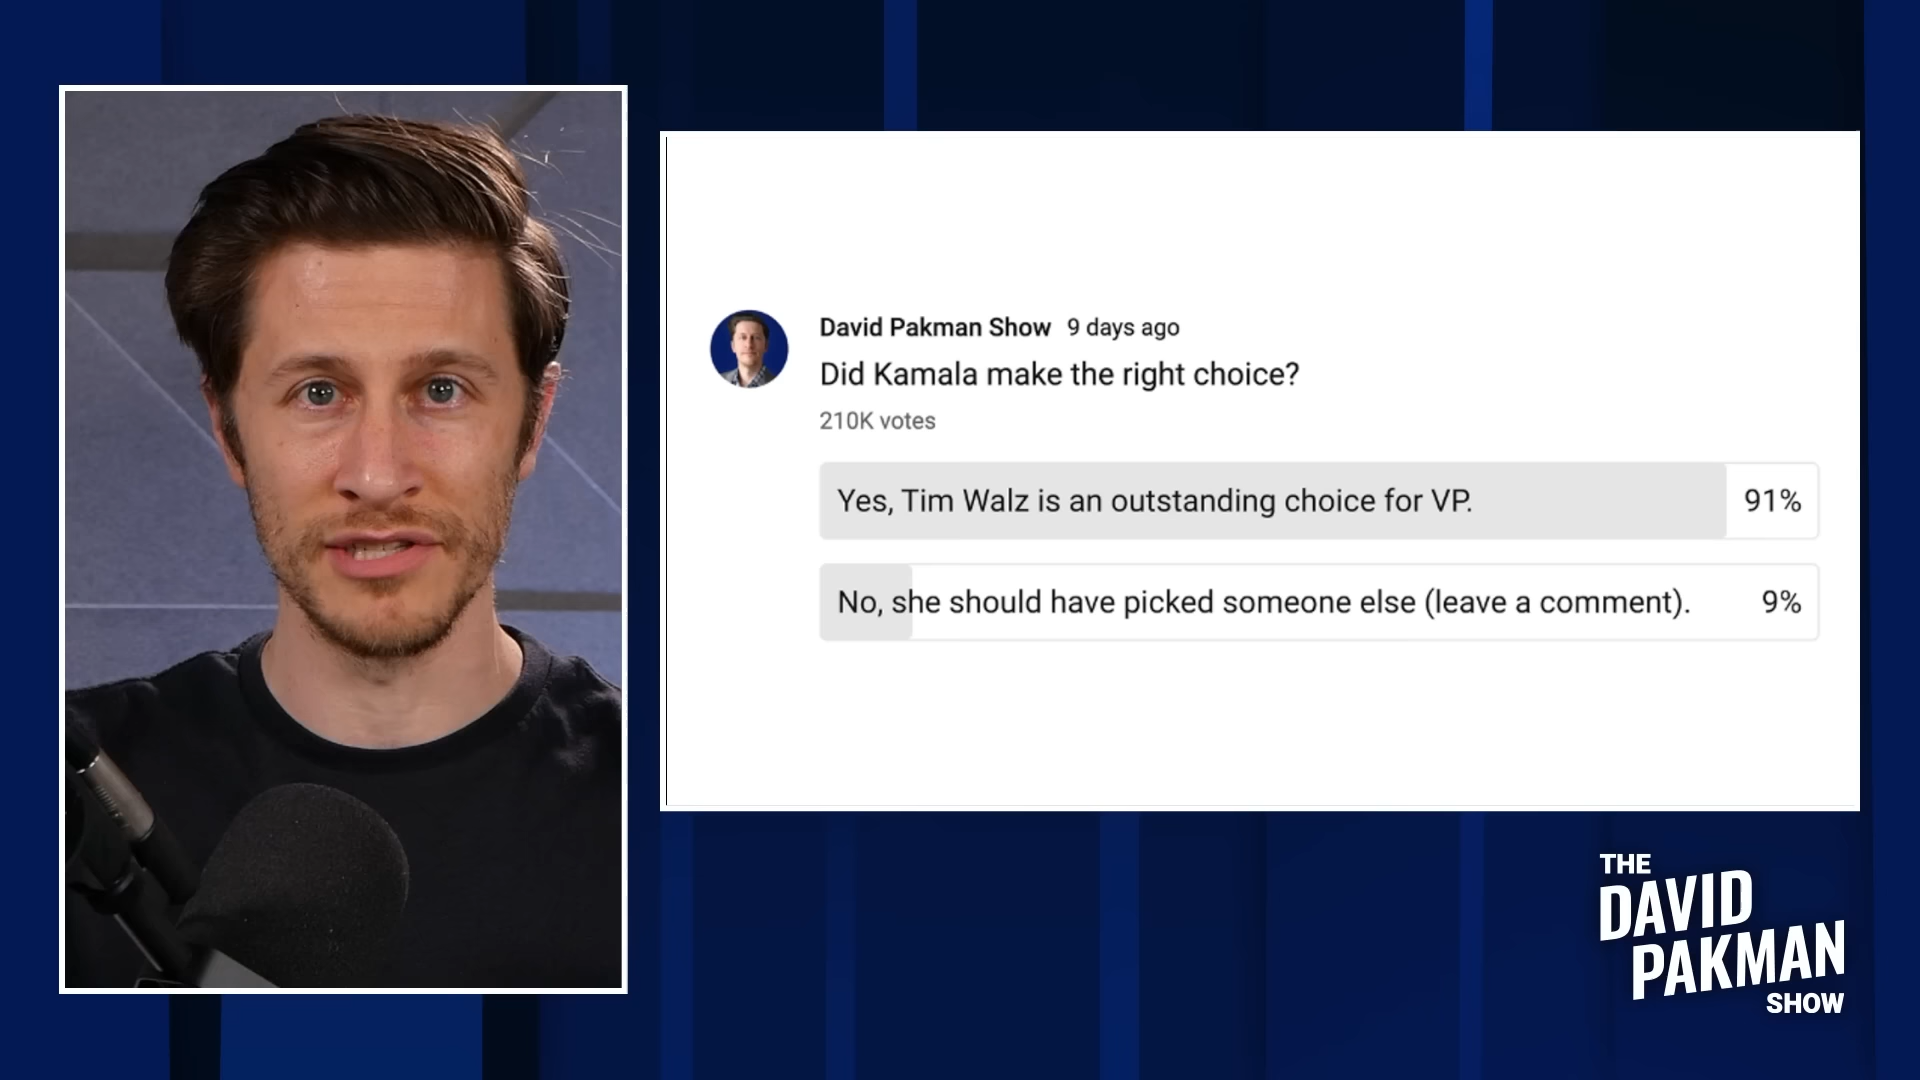 David Pakman Show 9 days ago
Did Kamala make the right choice?
210K votes
Yes, Tim Walz is an outstanding choice for VP. 91%
No, she should have picked someone else (leave a comment). 9%
THE
DAVID
PAKMAN
SHOW